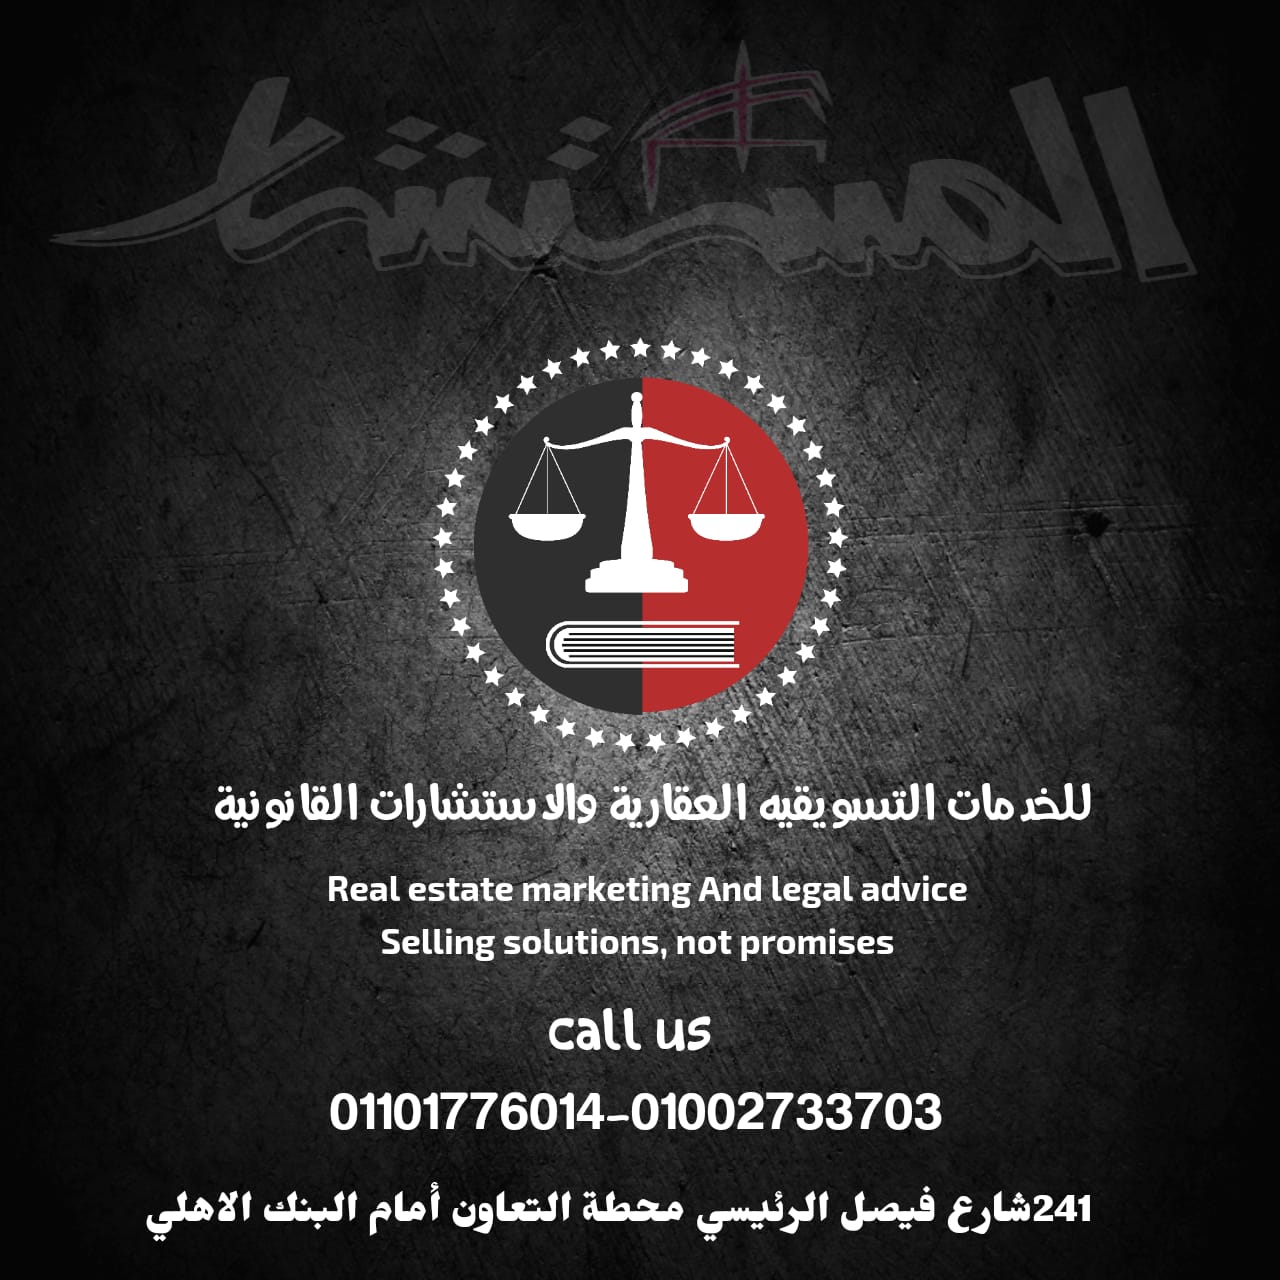 المستشار
للخدمات التسويقيه العقارية والاستشارات القانونية
Real estate marketing And legal advice
Selling solutions, not promises
call us
01101776014-01002733703
241شارع فيصل الرئيسي محطة التعاون أمام البنك الاهلي